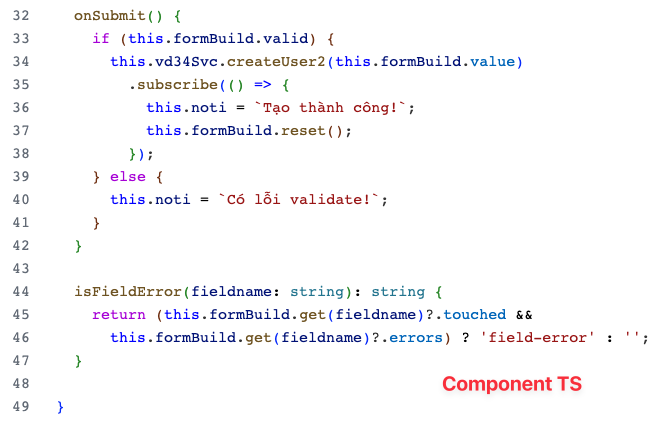 32 onSubmit() {
33 if (this.formBuild.valid) {
34 this.vd34Svc.createUser2(this.formBuild.value)
35 .subscribe(() => {
36 this.noti = `Tạo thành công!`;
37 this.formBuild.reset();
38 });
39 } else {
40 this.noti = `Có lỗi validate!`;
41 }
42 }
43
44 isFieldError(fieldname: string): string {
45 return (this.formBuild.get(fieldname)?.touched &&
46 this.formBuild.get(fieldname)?.errors) ? 'field-error' : '';
47 }
48
Component TS
49 }